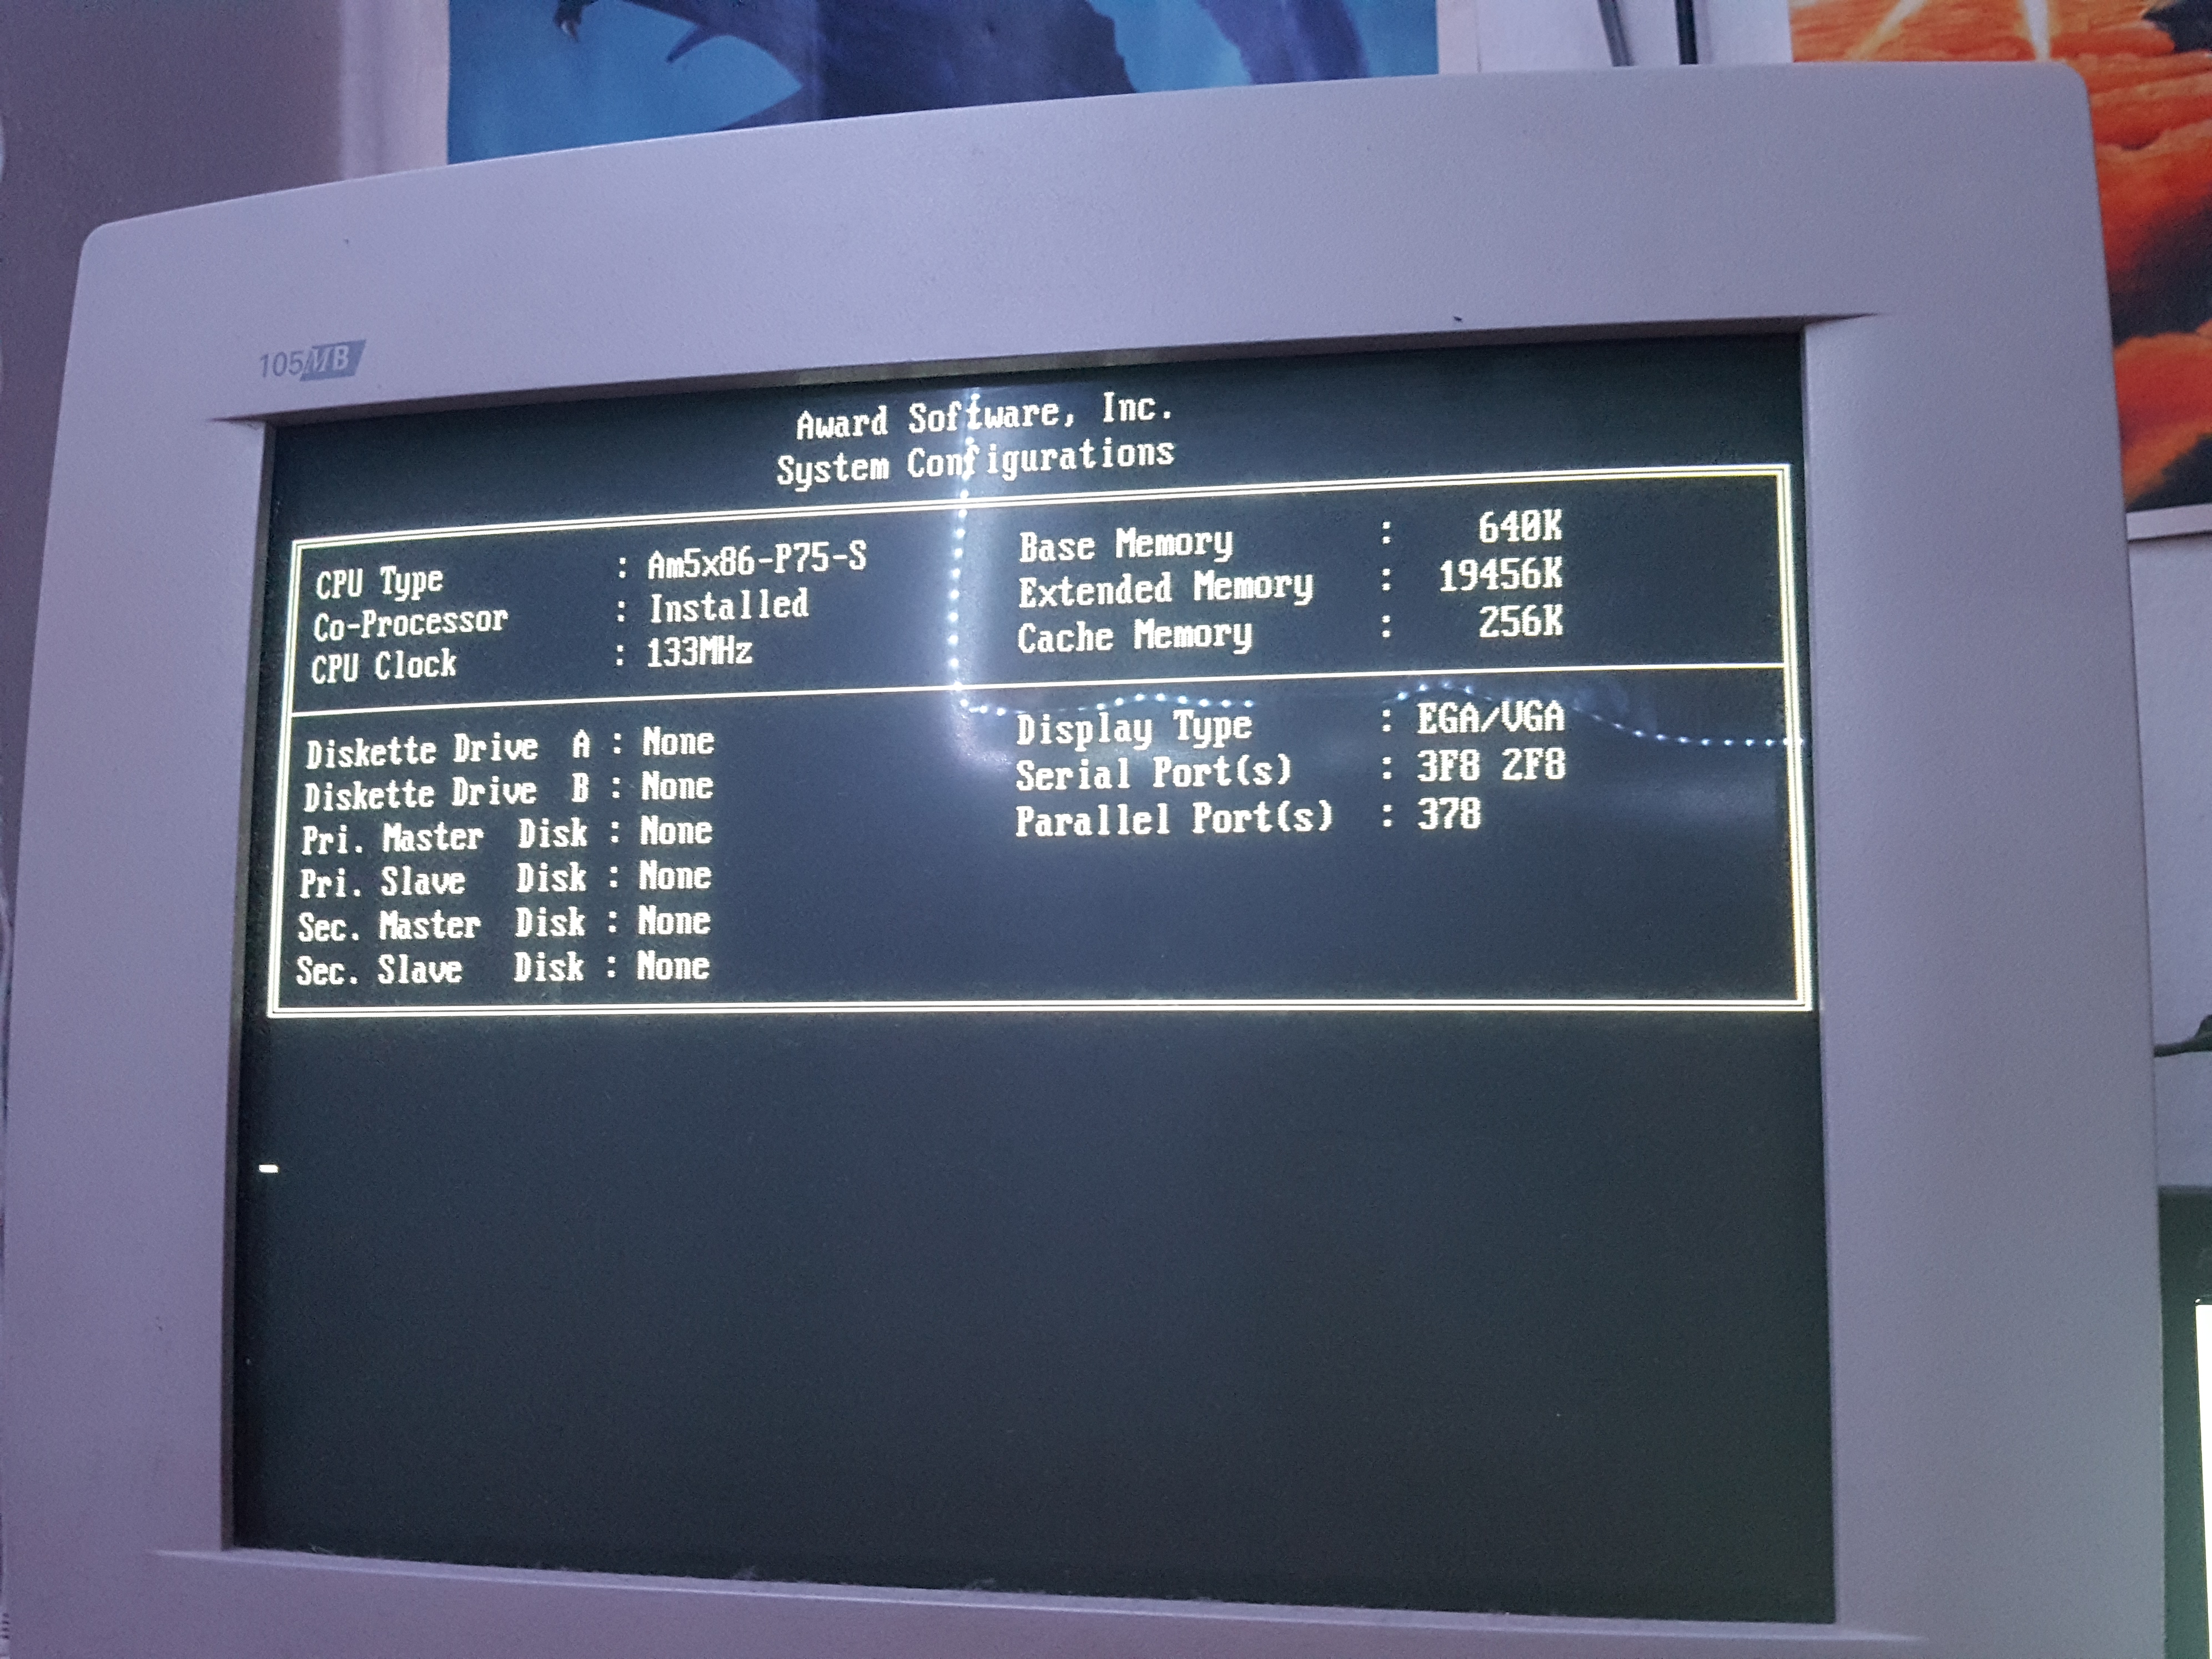 105MB
Award Software, Inc.
System Configurations
CPU Type : Am5x86-P75-S
Co-Processor : Installed
CPU Clock : 133MHz
Base Memory : 640K
Extended Memory : 19456K
Cache Memory : 256K
Diskette Drive A : None
Diskette Drive B : None
Pri. Master Disk : None
Pri. Slave Disk : None
Sec. Master Disk : None
Sec. Slave Disk : None
Display Type : EGA/VGA
Serial Port(s) : 3F8 2F8
Parallel Port(s) : 378